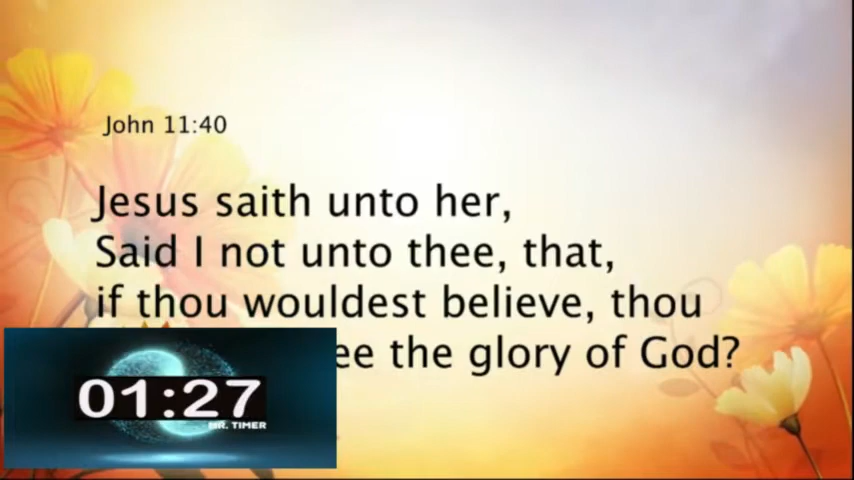 John 11:40
Jesus saith unto her,
Said I not unto thee, that,
if thou wouldest believe, thou
ee the glory of God?
01:27
MR. TIMER